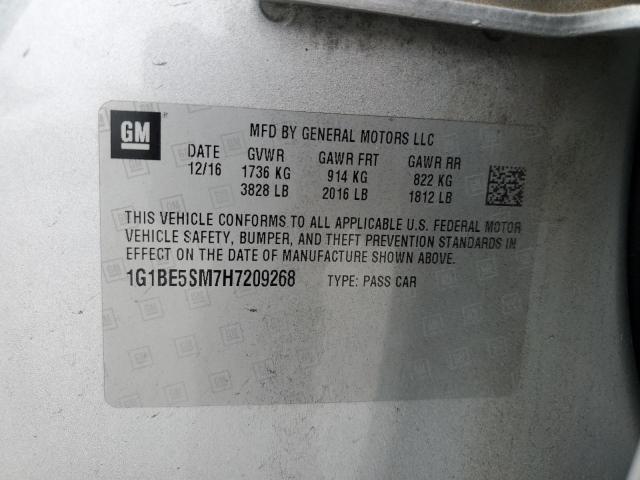 GM
MFD BY GENERAL MOTORS LLC
DATE GVWR GAWR FRT GAWR RR
12/16 1736 KG 914 KG 822 KG
3828 LB 2016 LB 1812 LB
THIS VEHICLE CONFORMS TO ALL APPLICABLE U.S. FEDERAL MOTOR
VEHICLE SAFETY, BUMPER, AND THEFT PREVENTION STANDARDS IN
EFFECT ON THE DATE OF MANUFACTURE SHOWN ABOVE.
1G1BE5SM7H7209268 TYPE: PASS CAR